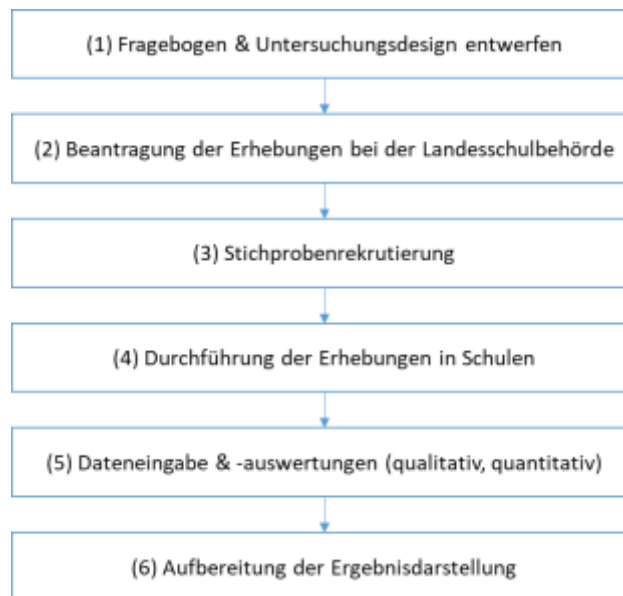 (1) Fragebogen & Untersuchungsdesign entwerfen
(2) Beantragung der Erhebungen bei der Landesschulbehörde
(3) Stichprobenrekrutierung
(4) Durchführung der Erhebungen in Schulen
(5) Dateneingabe & -auswertungen (qualitativ, quantitativ)
(6) Aufbereitung der Ergebnisdarstellung